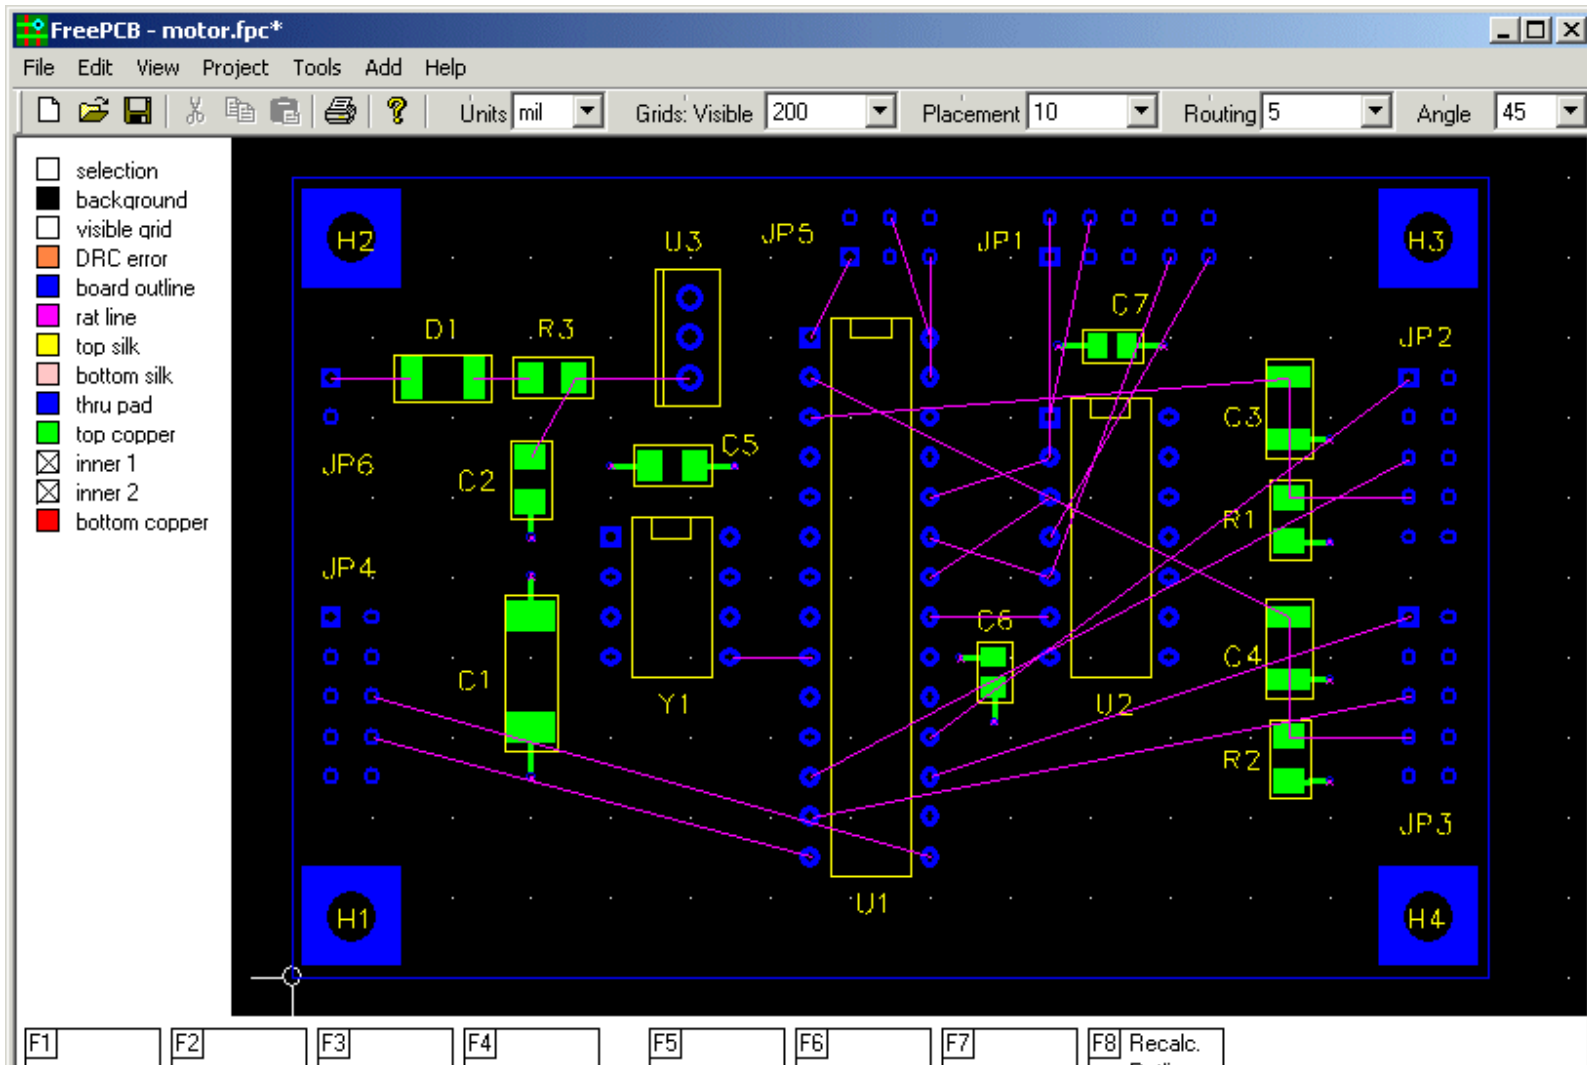 FreePCB - motor.fpc*
File Edit View Project Tools Add Help
Units mil Grids: Visible 200 Placement 10 Routing 5 Angle 45
selection
background
visible grid
DRC error
board outline
rat line
top silk
bottom silk
thru pad
top copper
inner 1
inner 2
bottom copper
H2
U3
JP5
JP1
H3
D1
R3
C7
JP2
C3
JP6
C2
C5
R1
JP4
C6
C4
C1
Y1
U2
R2
JP3
U1
H1
H4
F1 F2 F3 F4 F5 F6 F7 F8 Recalc.